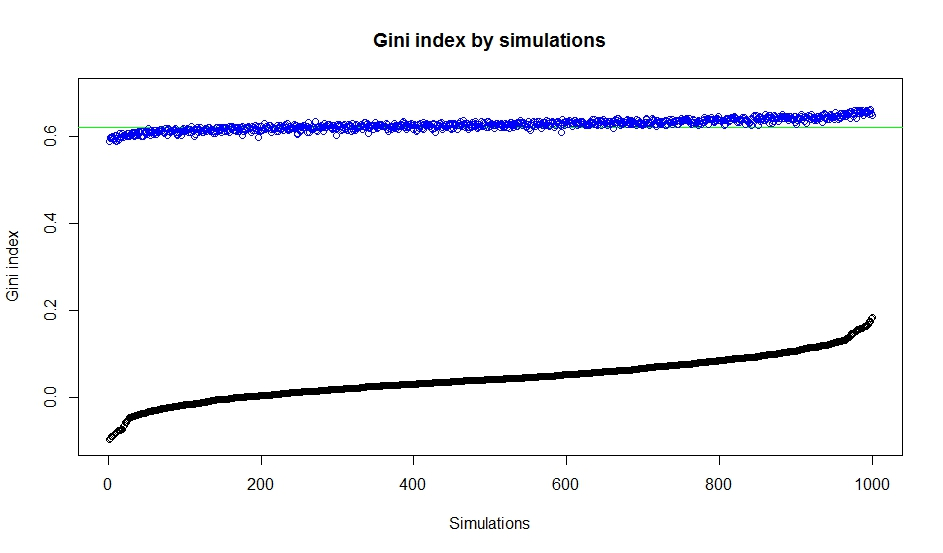 Gini index by simulations
Gini index
0.6
0.4
0.2
0.0
0 200 400 600 800 1000
Simulations